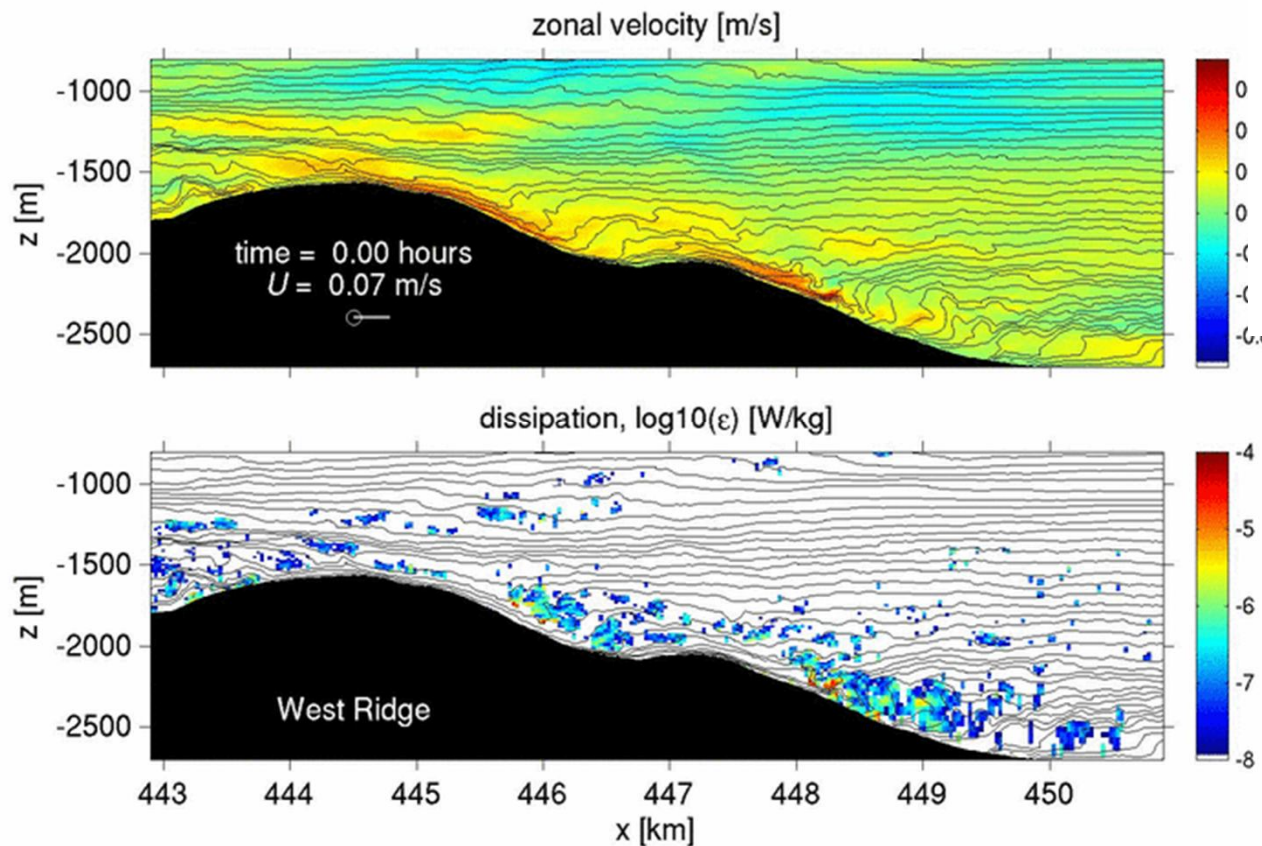 zonal velocity [m/s]
-1000
-1500
-2000
-2500
z [m]
time = 0.00 hours
U = 0.07 m/s
0
0
0
0
dissipation, log10(ε) [W/kg]
-1000
-1500
-2000
-2500
z [m]
West Ridge
-4
-5
-6
-7
-8
443 444 445 446 447 448 449 450
x [km]